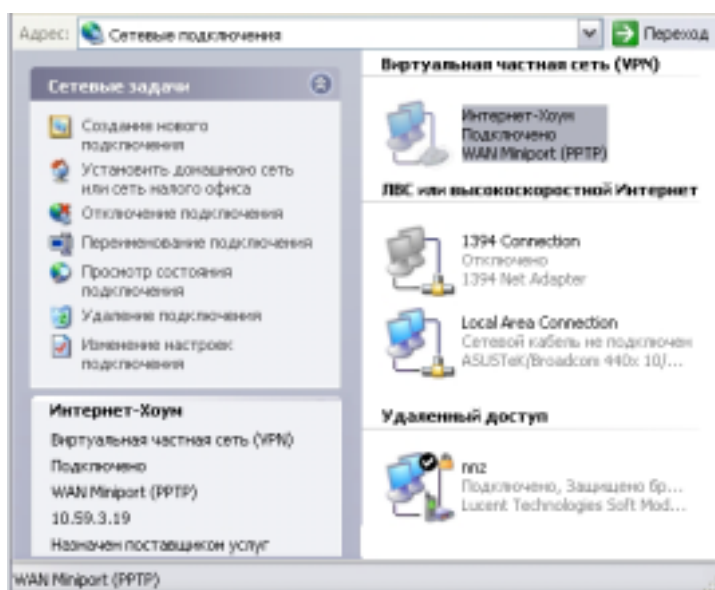 Адрес: Сетевые подключения Переход
Сетевые задачи
Создание нового
подключения
Установить домашнюю сеть
или сеть малого офиса
Отключение подключения
Переименование подключения
Просмотр состояния
подключения
Удаление подключения
Изменение настроек
подключения
Интернет-Хоум
Виртуальная частная сеть (VPN)
Подключено
WAN Miniport (PPTP)
10.59.3.19
Назначен поставщиком услуг
Виртуальная частная сеть (VPN)
Интернет-Хоум
Подключено
WAN Miniport (PPTP)
ЛВС или высокоскоростной Интернет
1394 Connection
Отключено
1394 Net Adapter
Local Area Connection
Сетевой кабель не подключен
ASUSTeK/Broadcom 440x 10/...
Удаленный доступ
nnz
Подключено, Защищено бр...
Lucent Technologies Soft Mod...
WAN Miniport (PPTP)